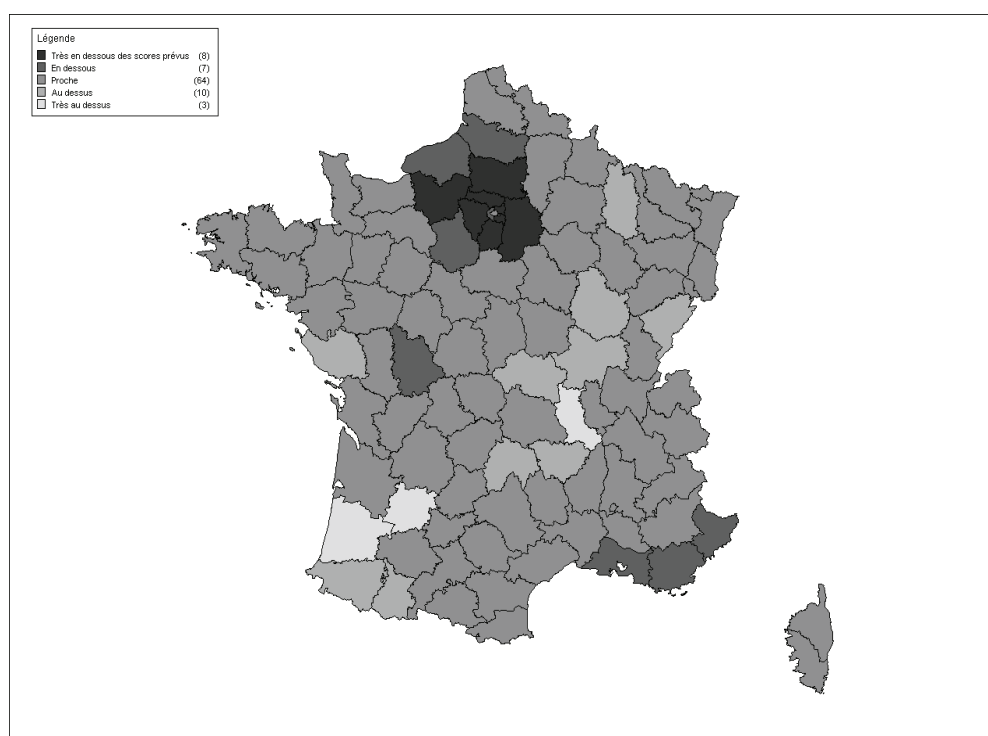 Légende
Très en dessous des scores prévus (8)
En dessous (7)
Proche (64)
Au dessus (10)
Très au dessus (3)